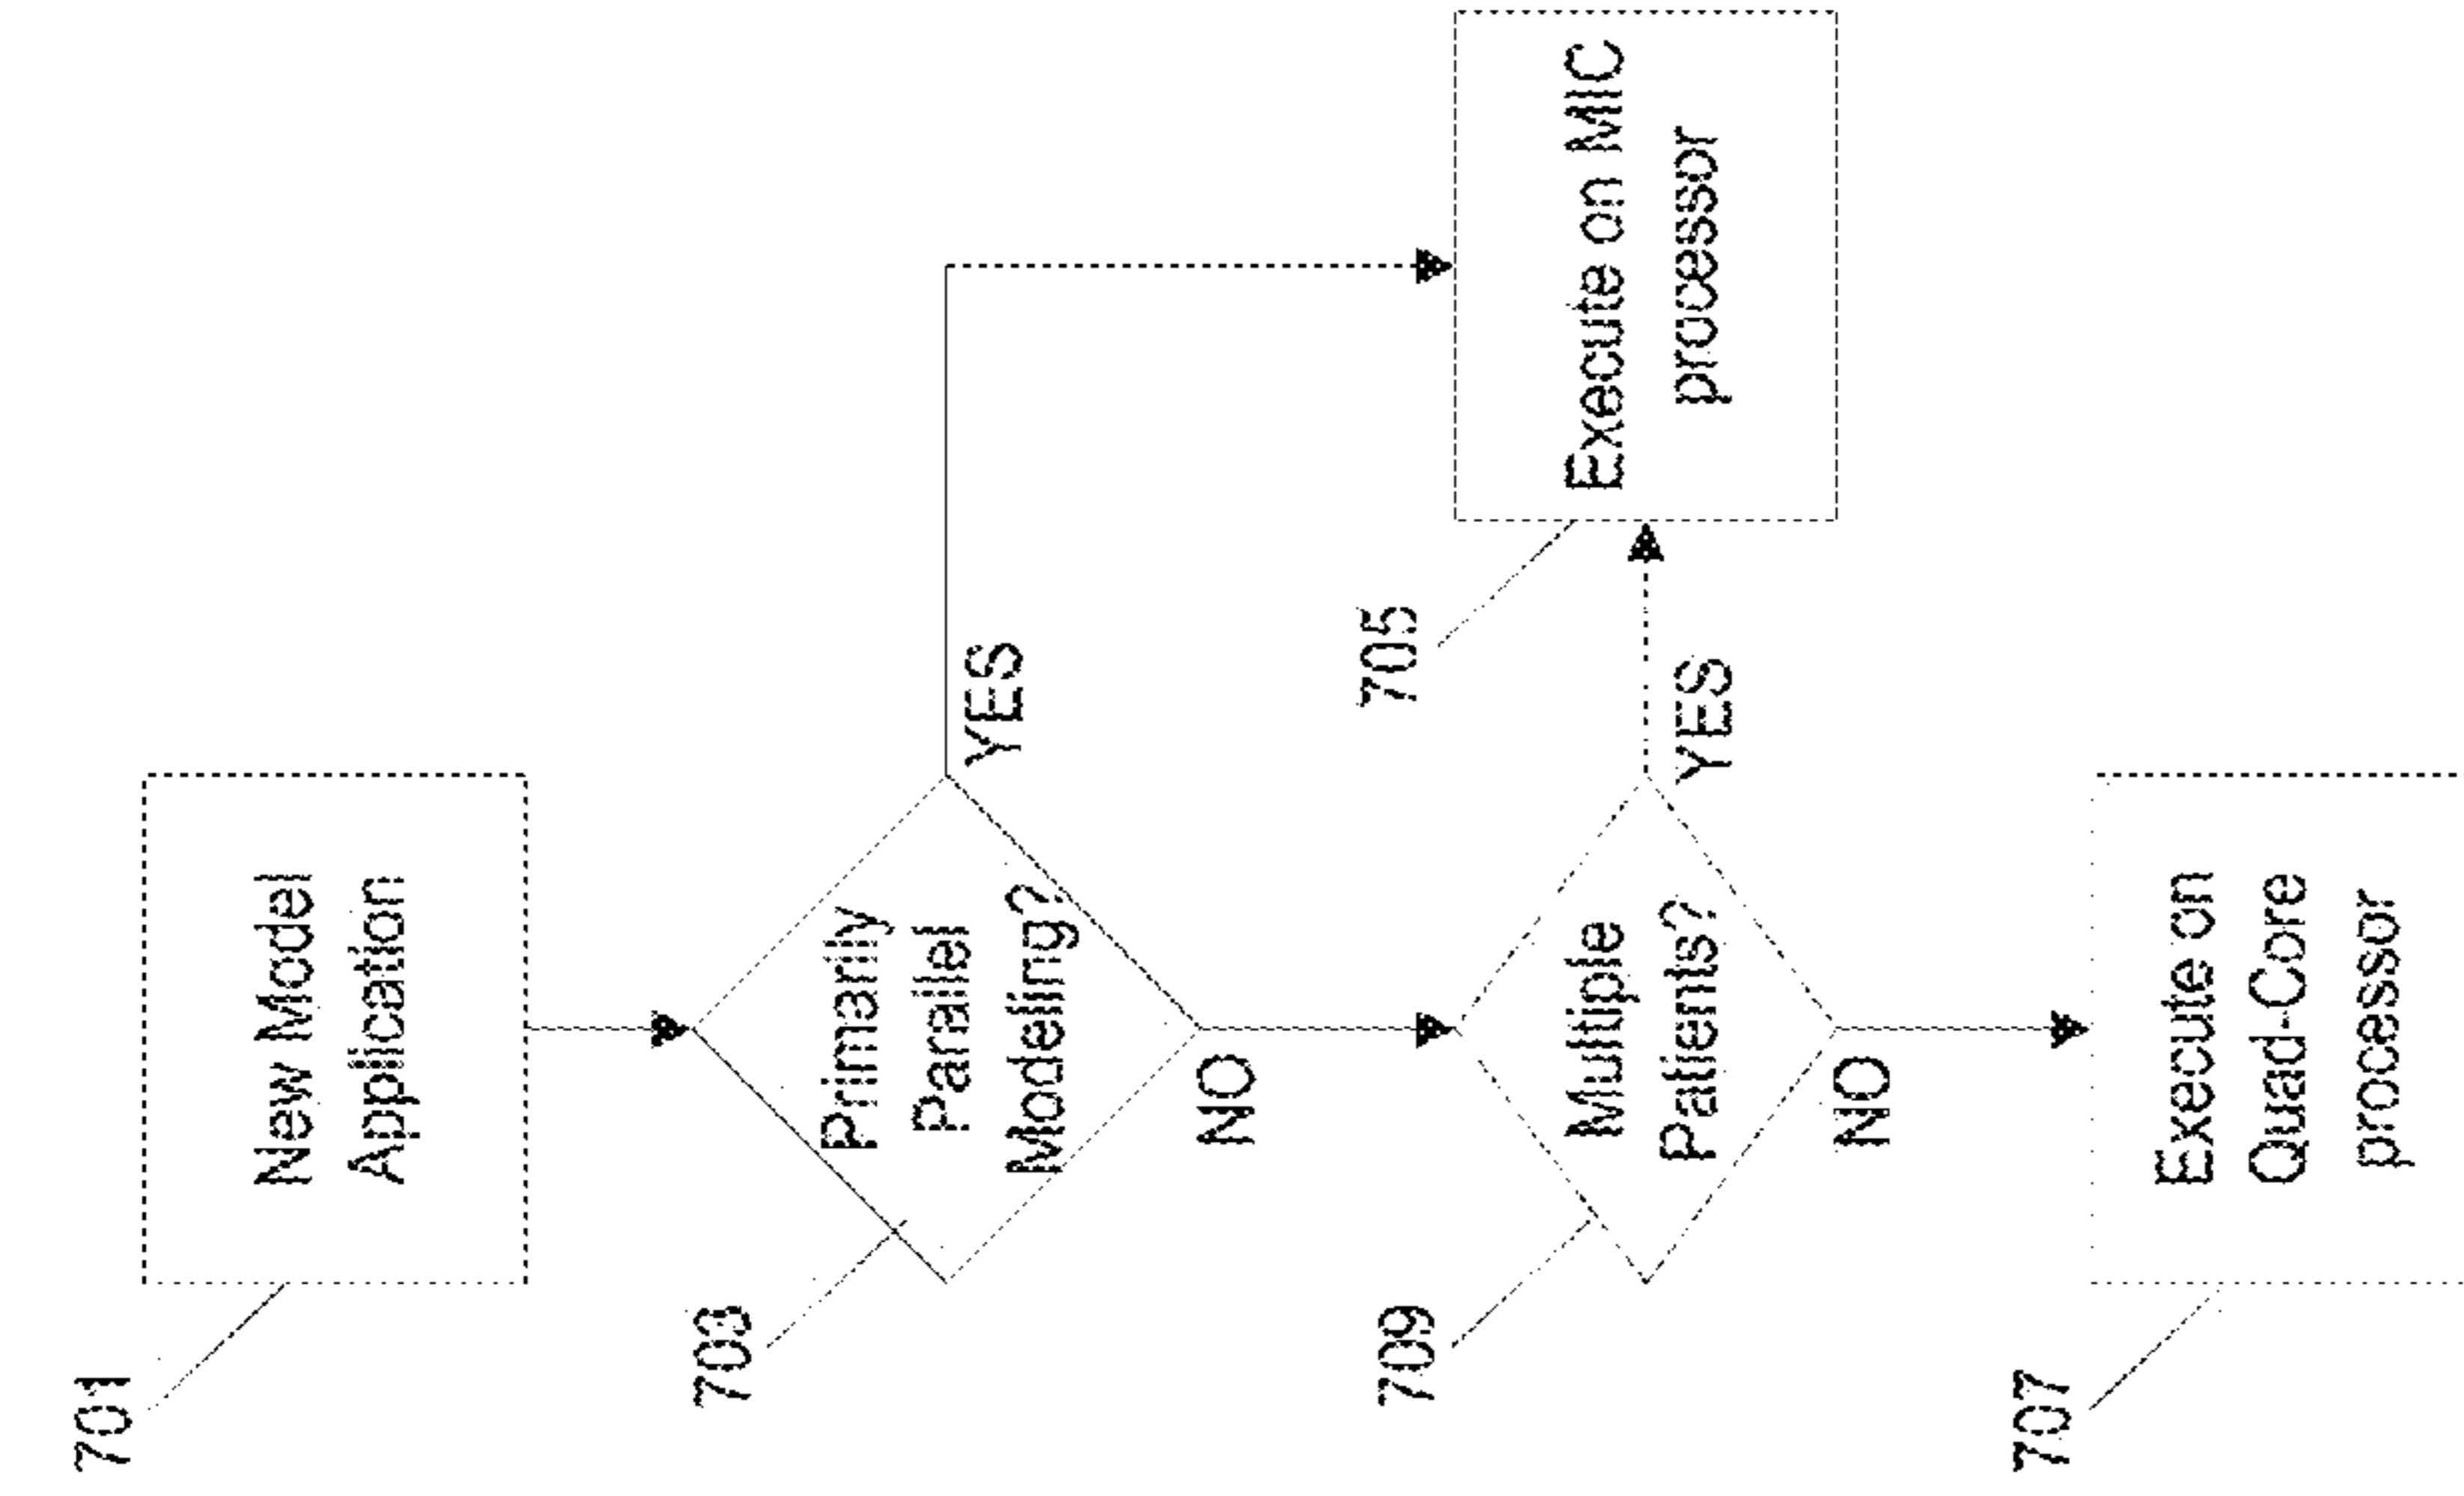 701
New Model
Application
703
Primarily
Parallel
Modeling?
YES
NO
705
Execute on MIC
processor
709
Multiple
Patients?
YES
NO
707
Execute on
Quad-Core
processor